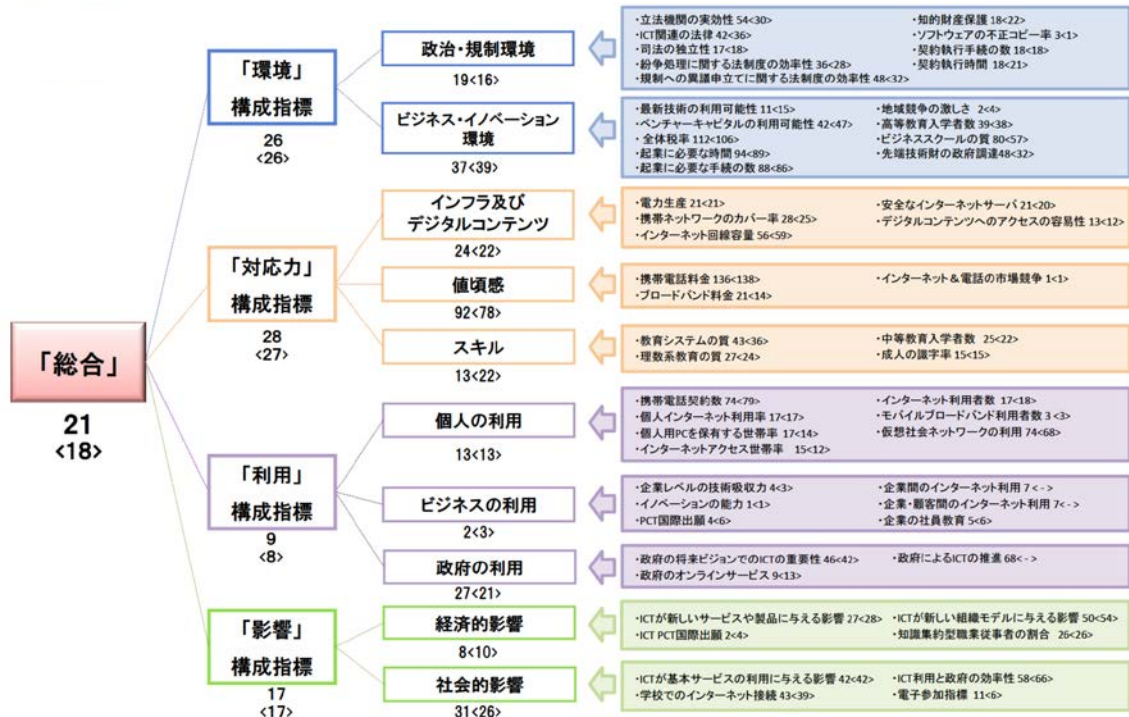 「総合」
21
<18>
「環境」
構成指標
26
<26>
政治・規制環境
19<16>
・立法機関の実効性 54<30>
・ICT関連の法律 42<36>
・司法の独立性 17<18>
・紛争処理に関する法制度の効率性 36<28>
・規制への異議申立てに関する法制度の効率性 48<32>
・知的財産保護 18<22>
・ソフトウェアの不正コピー率 3<1>
・契約執行手続の数 18<18>
・契約執行時間 18<21>
ビジネス・イノベーション
環境
37<39>
・最新技術の利用可能性 11<15>
・ベンチャーキャピタルの利用可能性 42<47>
・全体税率 112<106>
・起業に必要な時間 94<89>
・起業に必要な手続の数 88<86>
・地域競争の激しさ 2<4>
・高等教育入学者数 39<38>
・ビジネススクールの質 80<57>
・先端技術財の政府調達48<32>
「対応力」
構成指標
28
<27>
インフラ及び
デジタルコンテンツ
24<22>
・電力生産 21<21>
・携帯ネットワークのカバー率 28<25>
・インターネット回線容量 56<59>
・安全なインターネットサーバ 21<20>
・デジタルコンテンツへのアクセスの容易性 13<12>
値頃感
92<78>
・携帯電話料金 136<138>
・ブロードバンド料金 21<14>
・インターネット＆電話の市場競争 1<1>
スキル
13<22>
・教育システムの質 43<36>
・理数系教育の質 27<24>
・中等教育入学者数 25<22>
・成人の識字率 15<15>
「利用」
構成指標
9
<8>
個人の利用
13<13>
・携帯電話契約数 74<79>
・個人インターネット利用率 17<17>
・個人用PCを保有する世帯率 17<14>
・インターネットアクセス世帯率 15<12>
・インターネット利用者数 17<18>
・モバイルブロードバンド利用者数 3 <3>
・仮想社会ネットワークの利用 74<68>
ビジネスの利用
2<3>
・企業レベルの技術吸収力 4<3>
・イノベーションの能力 1<1>
・PCT国際出願 4<6>
・企業間のインターネット利用 7 < - >
・企業・顧客間のインターネット利用 7< - >
・企業の社員教育 5<6>
政府の利用
27<21>
・政府の将来ビジョンでのICTの重要性 46<42>
・政府のオンラインサービス 9<13>
・政府によるICTの推進 68< - >
「影響」
構成指標
17
<17>
経済的影響
8<10>
・ICTが新しいサービスや製品に与える影響 27<28>
・ICT PCT国際出願 2<4>
・ICTが新しい組織モデルに与える影響 50<54>
・知識集約型職業従事者の割合 26<26>
社会的影響
31<26>
・ICTが基本サービスの利用に与える影響 42<42>
・学校でのインターネット接続 43<39>
・ICT利用と政府の効率性 58<66>
・電子参加指標 11<6>